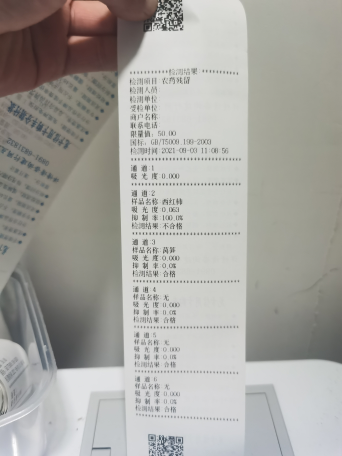 检测结果
检测项目:农药残留
检测人员
检测单位
受检单位
商户名称
联系电话
限量值: 50.00
国标: GB/T5009.199-2003
检测时间:2021-09-03 11:08:56
通 道:1
吸 光 度:0.000
通 道:2
样品名称:西红柿
吸 光 度:0.063
抑 制 率:100.0%
检测结果:不合格
通 道:3
样品名称:莴笋
吸 光 度:0.000
抑 制 率:0.0%
检测结果:合格
通 道:4
样品名称:无
吸 光 度:0.000
抑 制 率:0.0%
检测结果:合格
通 道:5
样品名称:无
吸 光 度:0.000
抑 制 率:0.0%
检测结果:合格
通 道:6
样品名称:无
吸 光 度:0.000
抑 制 率:0.0%
检测结果:合格